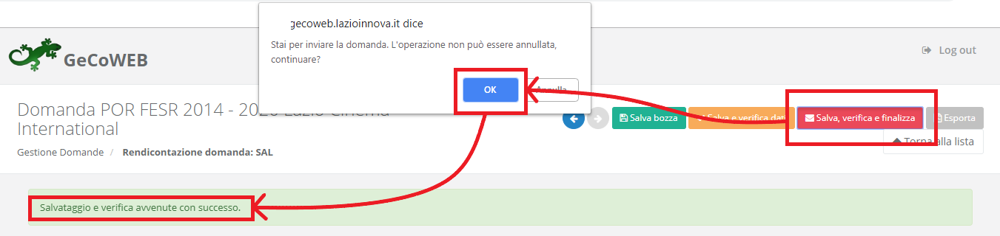 gecoweb.lazioinnova.it dice
Stai per inviare la domanda. L'operazione non può essere annullata,
continuare?
OK
Annulla
GeCoWEB
Log out
Domanda POR FESR 2014 - 2020 Lazio Cinema
International
Salva bozza
Salva e verifica dati
Salva, verifica e finalizza
Esporta
Torna alla lista
Gestione Domande / Rendicontazione domanda: SAL
Salvataggio e verifica avvenute con successo.